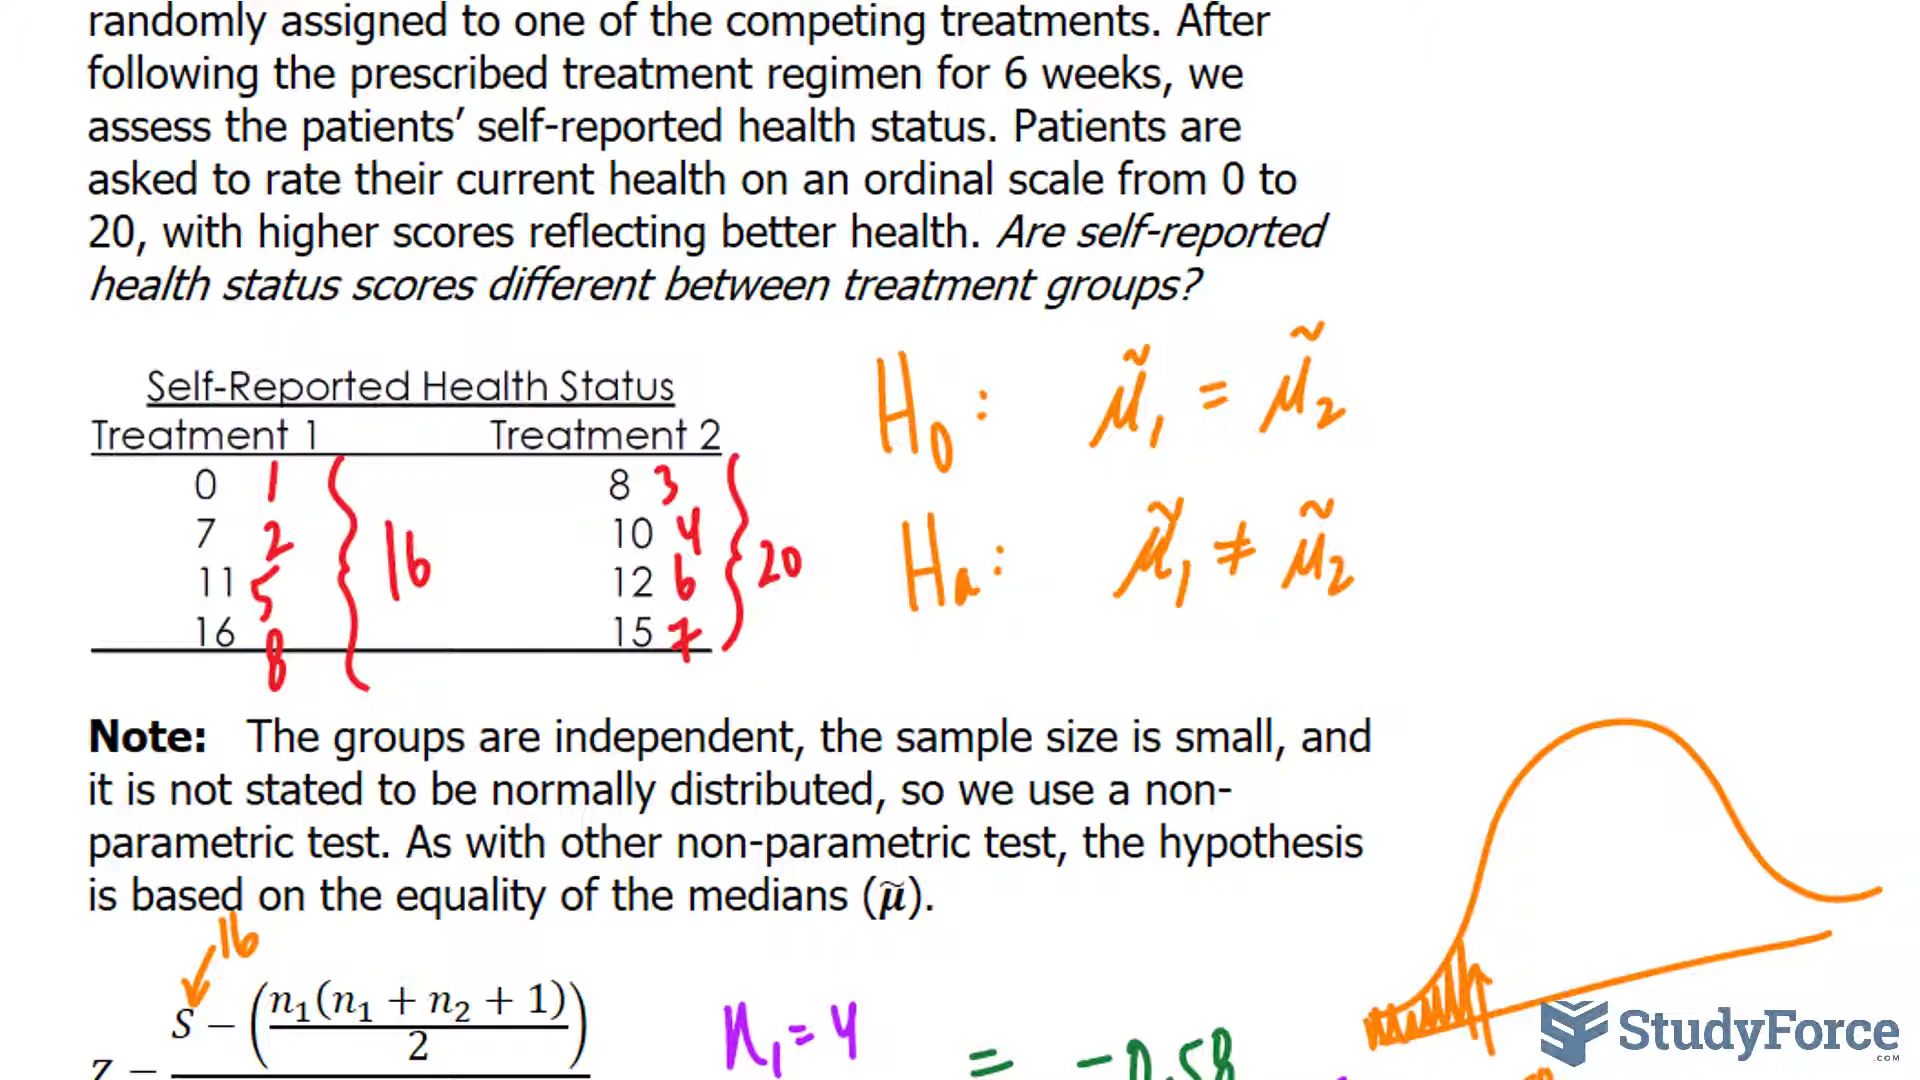 randomly assigned to one of the competing treatments. After
following the prescribed treatment regimen for 6 weeks, we
assess the patients’ self-reported health status. Patients are
asked to rate their current health on an ordinal scale from 0 to
20, with higher scores reflecting better health. Are self-reported
health status scores different between treatment groups?
Self-Reported Health Status
Treatment 1 Treatment 2
0 1 8 3
7 2 10 4
11 5 12 6
16 8 15 7
16 20
H₀: μ̃₁ = μ̃₂
Hₐ: μ̃₁ ≠ μ̃₂
Note: The groups are independent, the sample size is small, and
it is not stated to be normally distributed, so we use a non-
parametric test. As with other non-parametric test, the hypothesis
is based on the equality of the medians (μ̃).
16
S − (n₁(n₁ + n₂ + 1)/2)
z =
n₁ = 4
= −0.58
StudyForce
.COM